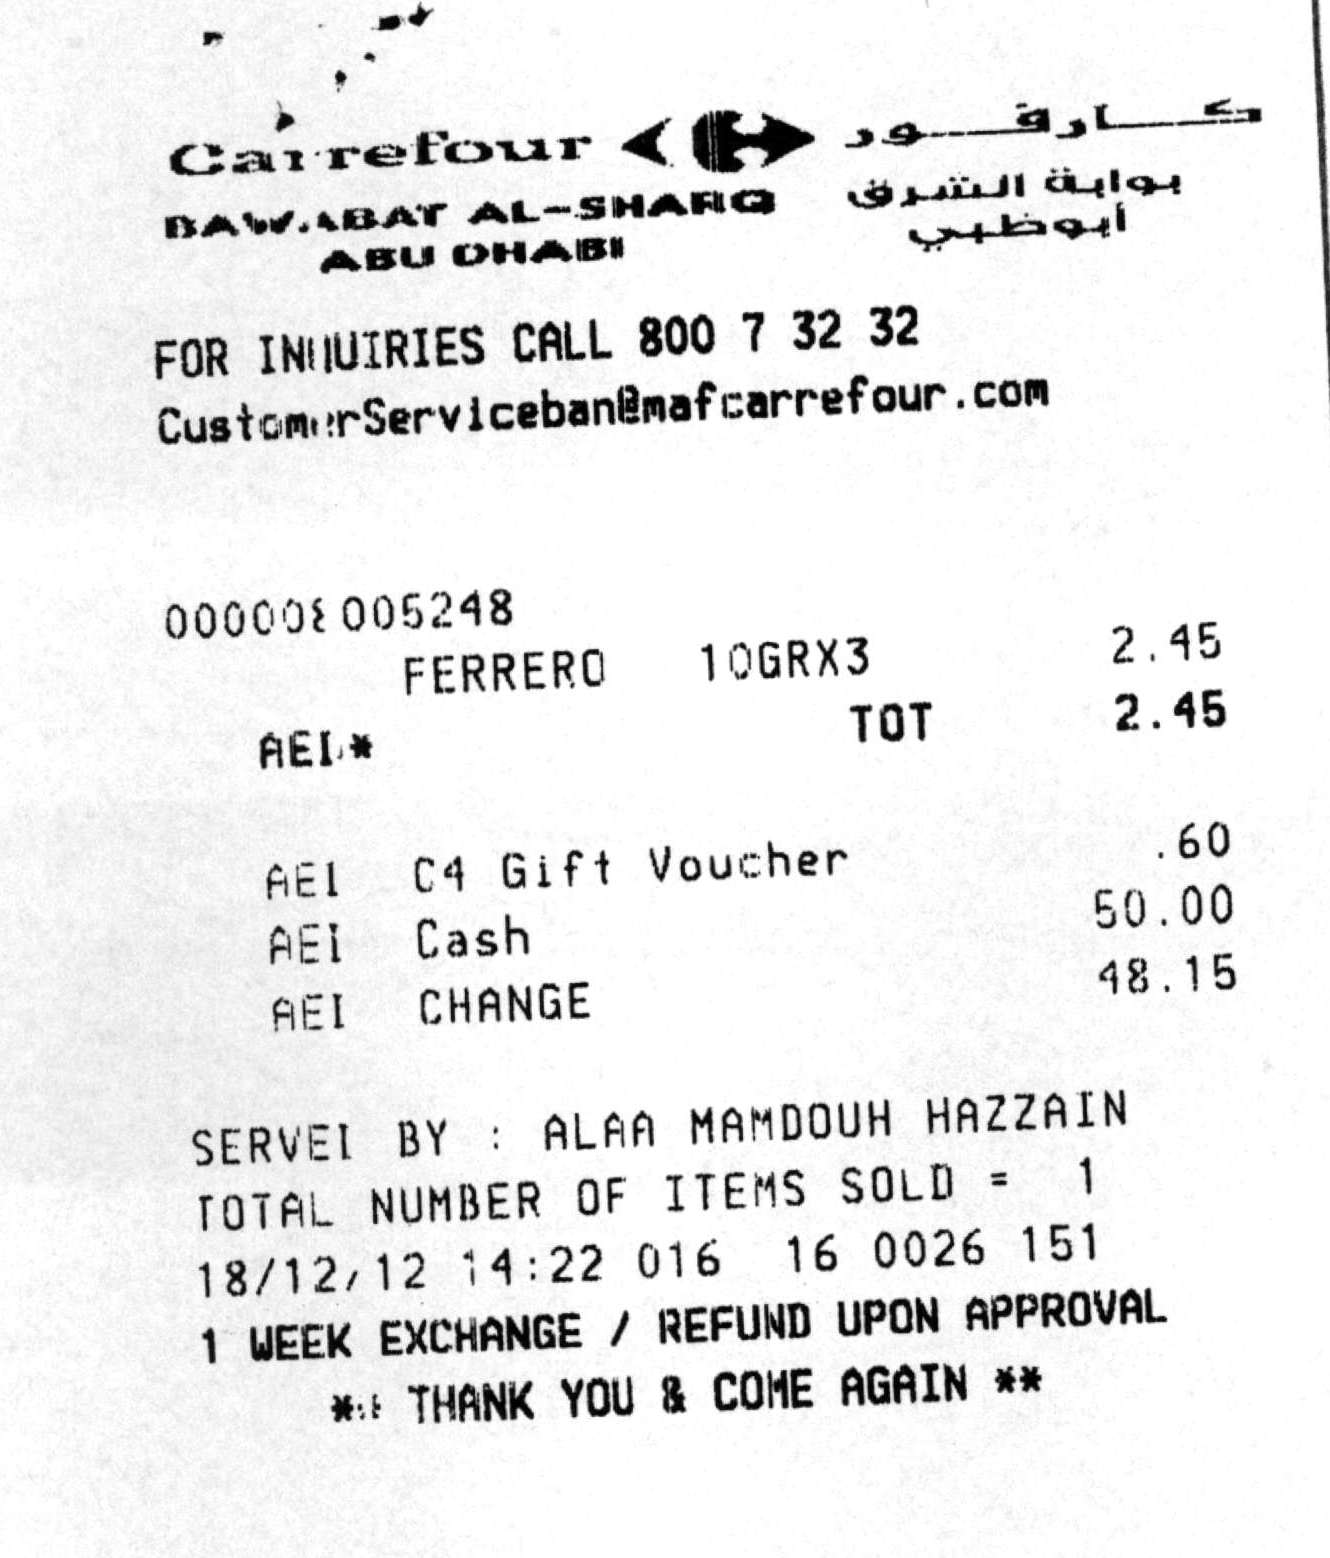 Carrefour كارفور
BAWABAT AL-SHARQ بوابة الشرق
ABU DHABI أبوظبي
FOR INQUIRIES CALL 800 7 32 32
CustomerServiceban@mafcarrefour.com
000008005248
FERRERO 10GRX3 2.45
AED* TOT 2.45
AED C4 Gift Voucher .60
AED Cash 50.00
AED CHANGE 48.15
SERVED BY : ALAA MAMDOUH HAZZAIN
TOTAL NUMBER OF ITEMS SOLD = 1
18/12/12 14:22 016 16 0026 151
1 WEEK EXCHANGE / REFUND UPON APPROVAL
** THANK YOU & COME AGAIN **